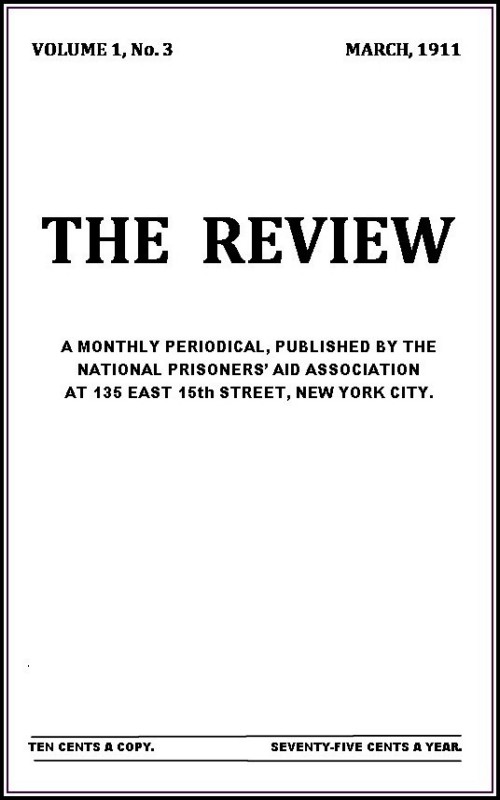 VOLUME 1, No. 3 MARCH, 1911
THE REVIEW
A MONTHLY PERIODICAL, PUBLISHED BY THE
NATIONAL PRISONERS' AID ASSOCIATION
AT 135 EAST 15th STREET, NEW YORK CITY.
TEN CENTS A COPY. SEVENTY-FIVE CENTS A YEAR.